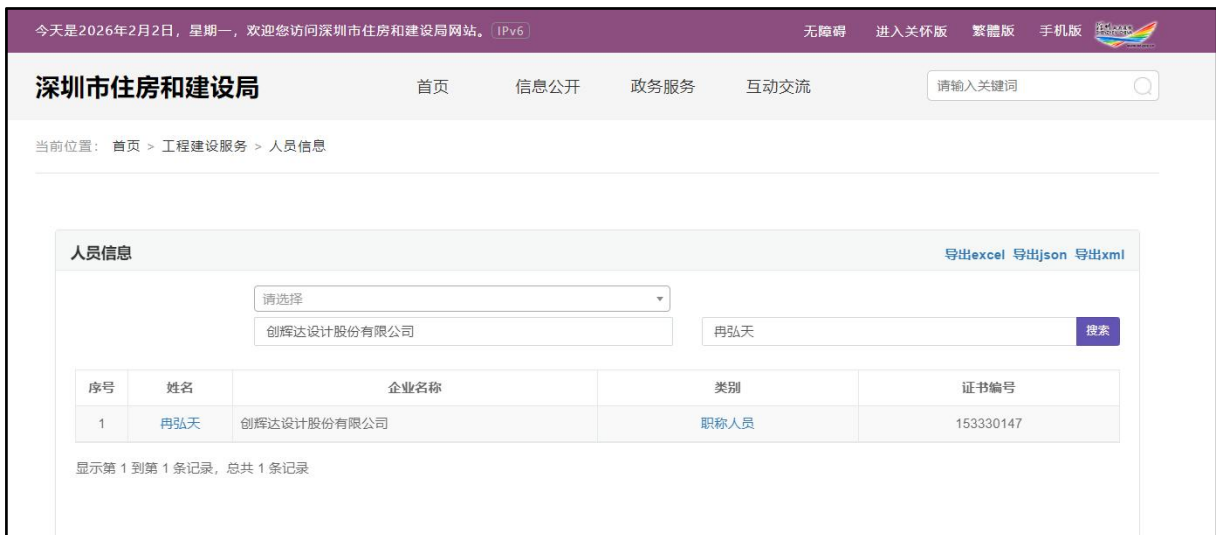 今天是2026年2月2日，星期一，欢迎您访问深圳市住房和建设局网站。 IPv6 无障碍 进入关怀版 繁體版 手机版
深圳市住房和建设局 首页 信息公开 政务服务 互动交流 请输入关键词
当前位置： 首页 > 工程建设服务 > 人员信息
人员信息 导出excel 导出json 导出xml
请选择
创辉达设计股份有限公司 冉弘天 搜索
序号 姓名 企业名称 类别 证书编号
1 冉弘天 创辉达设计股份有限公司 职称人员 153330147
显示第 1 到第 1 条记录，总共 1 条记录